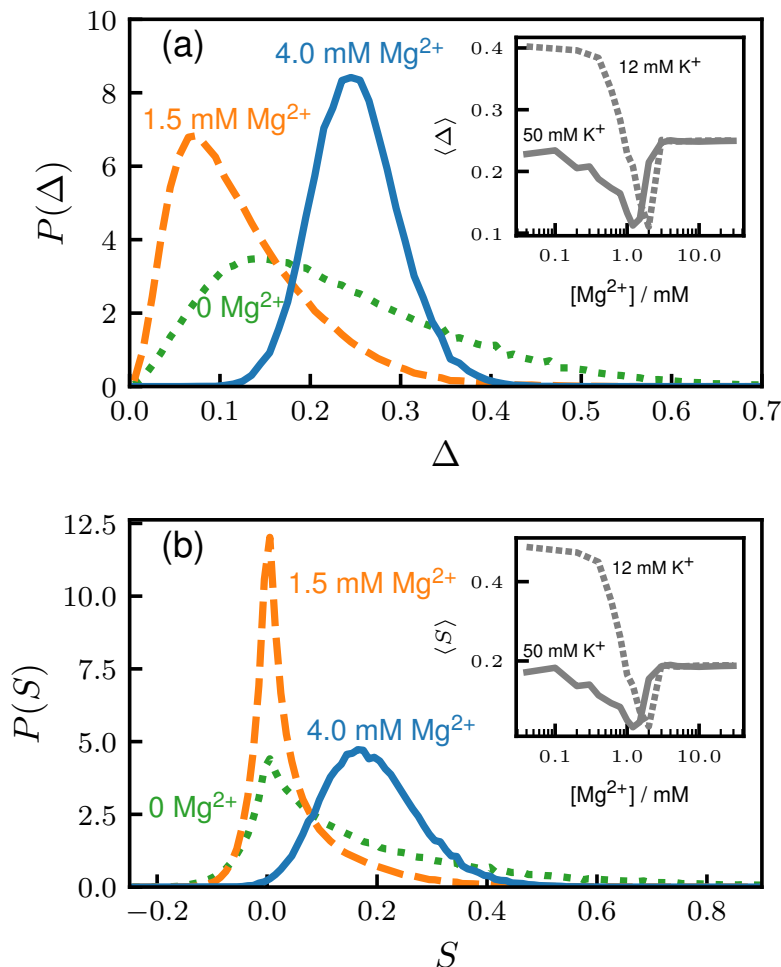 (a)
4.0 mM Mg²⁺
1.5 mM Mg²⁺
0 Mg²⁺
P(Δ)
10
8
6
4
2
0
0.0 0.1 0.2 0.3 0.4 0.5 0.6 0.7
Δ
⟨Δ⟩
0.4
0.3
0.2
0.1
12 mM K⁺
50 mM K⁺
0.1 1.0 10.0
[Mg²⁺] / mM
(b)
1.5 mM Mg²⁺
4.0 mM Mg²⁺
0 Mg²⁺
P(S)
12.5
10.0
7.5
5.0
2.5
0.0
−0.2 0.0 0.2 0.4 0.6 0.8
S
⟨S⟩
0.4
0.2
12 mM K⁺
50 mM K⁺
0.1 1.0 10.0
[Mg²⁺] / mM